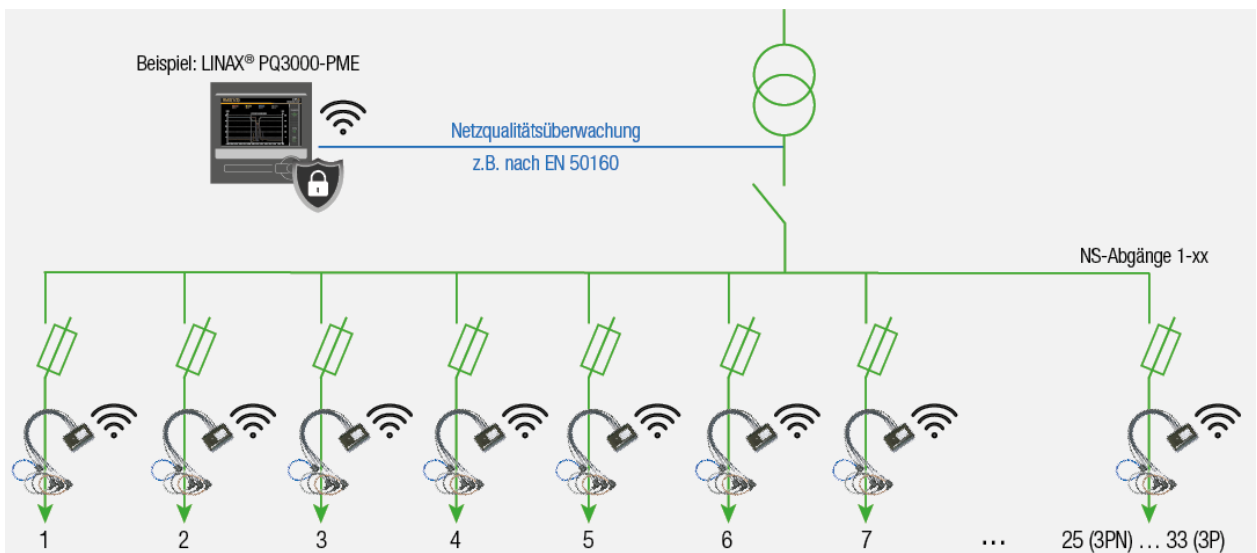 Beispiel: LINAX® PQ3000-PME
Netzqualitätsüberwachung
z.B. nach EN 50160
NS-Abgänge 1-xx
1 2 3 4 5 6 7 ... 25 (3PN) ... 33 (3P)